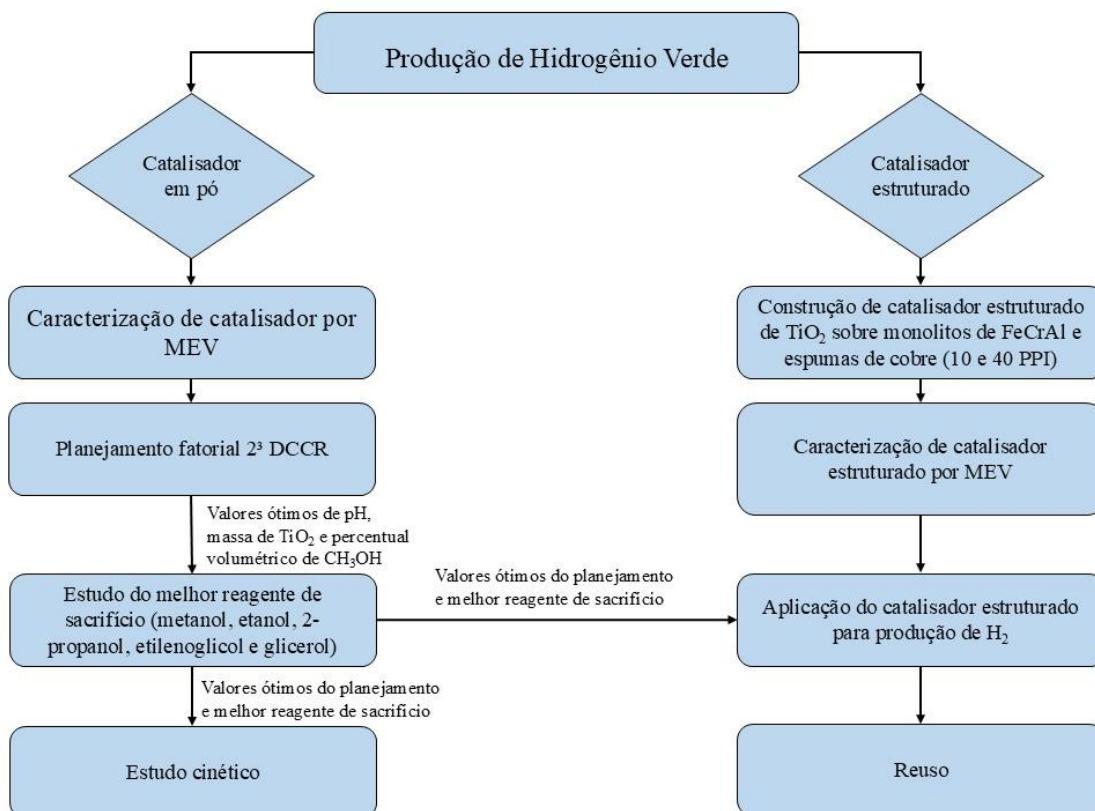 Produção de Hidrogênio Verde
Catalisador
em pó
Catalisador
estruturado
Caracterização de catalisador por
MEV
Construção de catalisador estruturado
de TiO₂ sobre monolitos de FeCrAl e
espumas de cobre (10 e 40 PPI)
Planejamento fatorial 2³ DCCR
Caracterização de catalisador
estruturado por MEV
Valores ótimos de pH,
massa de TiO₂ e percentual
volumétrico de CH₃OH
Estudo do melhor reagente de
sacrifício (metanol, etanol, 2-
propanol, etilenoglicol e glicerol)
Valores ótimos do planejamento
e melhor reagente de sacrifício
Aplicação do catalisador estruturado
para produção de H₂
Valores ótimos do planejamento
e melhor reagente de sacrifício
Estudo cinético
Reuso